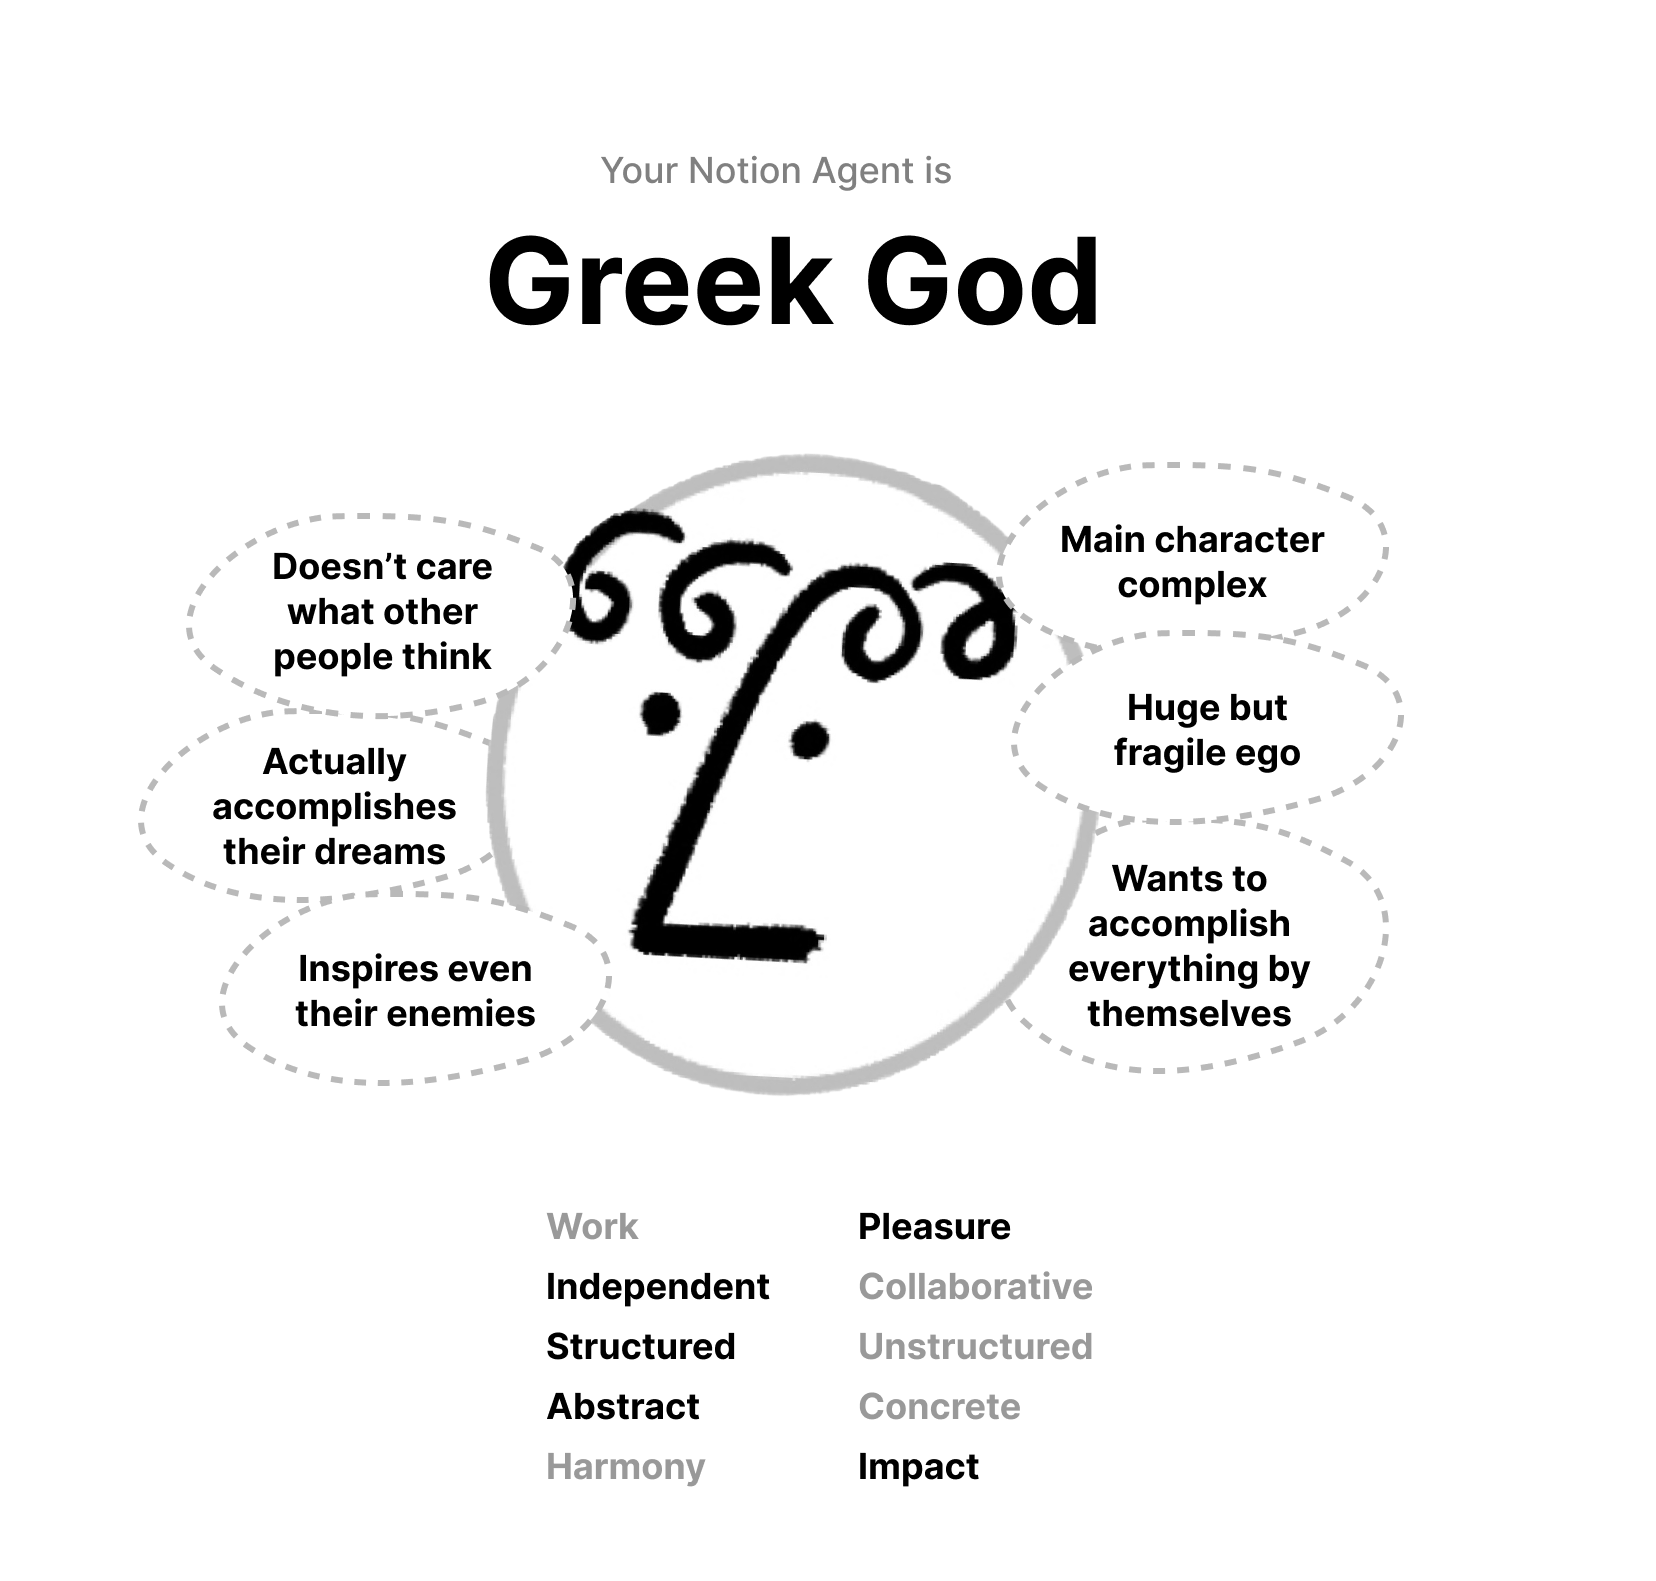 Your Notion Agent is
Greek God
Doesn’t care
what other
people think
Actually
accomplishes
their dreams
Inspires even
their enemies
Main character
complex
Huge but
fragile ego
Wants to
accomplish
everything by
themselves
Work Pleasure
Independent Collaborative
Structured Unstructured
Abstract Concrete
Harmony Impact